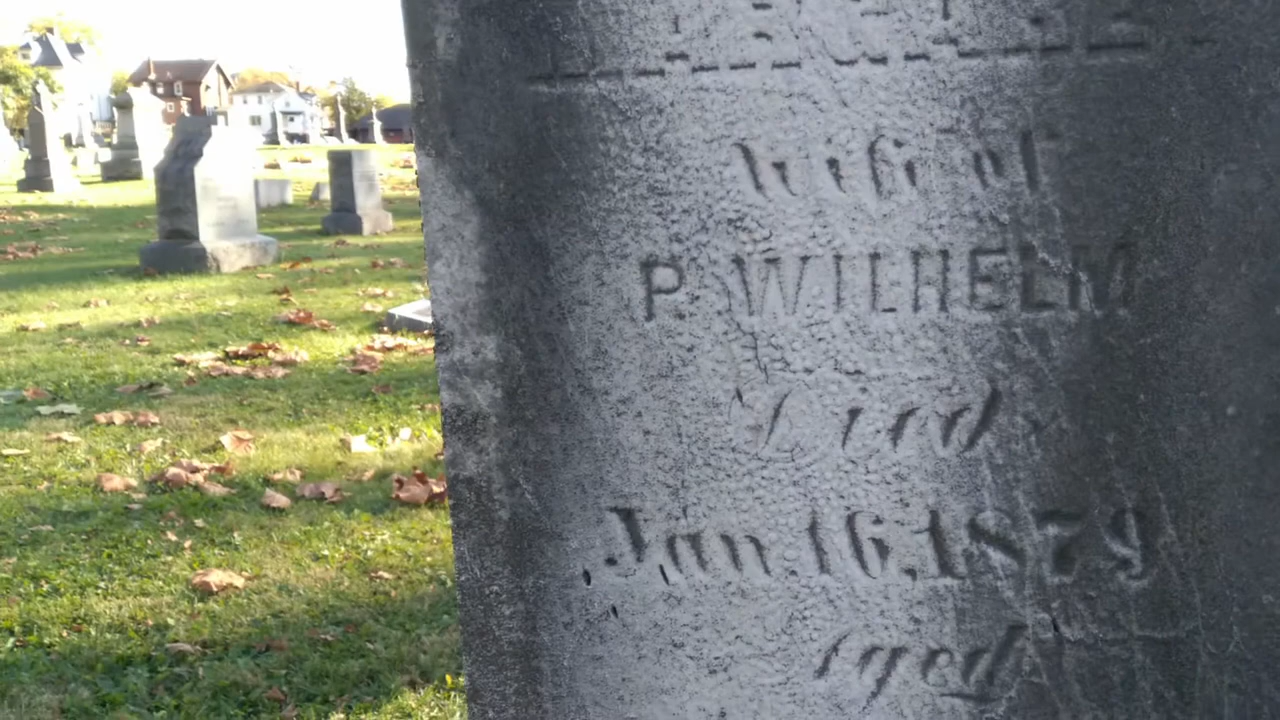 Wife of
P. WILHELM
Died
Jan. 16, 1879
Aged